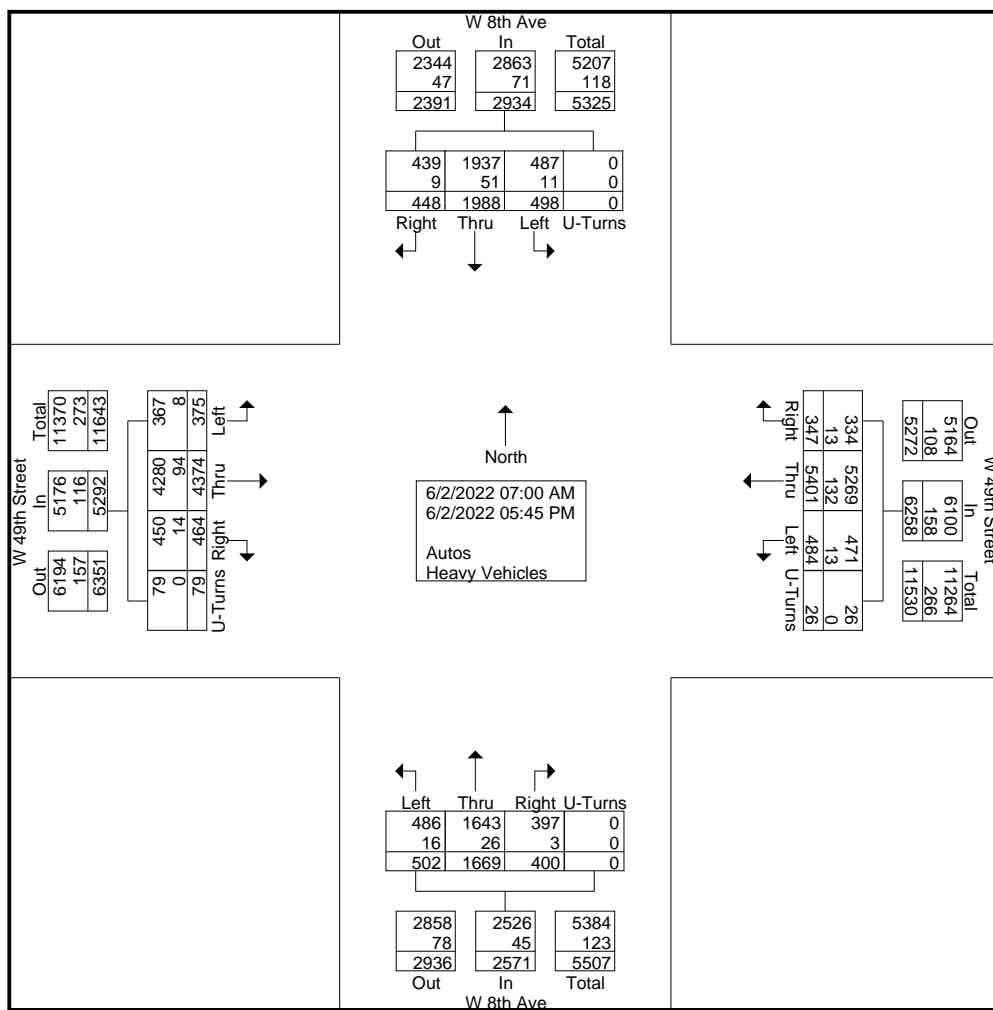 W 8th Ave
Out In Total
2344 2863 5207
47 71 118
2391 2934 5325
439 1937 487 0
9 51 11 0
448 1988 498 0
Right Thru Left U-Turns
W 49th Street
Total In Out
11370 5176 6194
273 116 157
11643 5292 6351
367 4280 450 79
8 94 14 0
375 4374 464 79
Left Thru Right U-Turns
North
6/2/2022 07:00 AM
6/2/2022 05:45 PM
Autos
Heavy Vehicles
W 49th Street
Out In Total
5164 6100 11264
108 158 266
5272 6258 11530
334 5269 471 26
13 132 13 0
347 5401 484 26
Right Thru Left U-Turns
Left Thru Right U-Turns
486 1643 397 0
16 26 3 0
502 1669 400 0
2858 2526 5384
78 45 123
2936 2571 5507
Out In Total
W 8th Ave